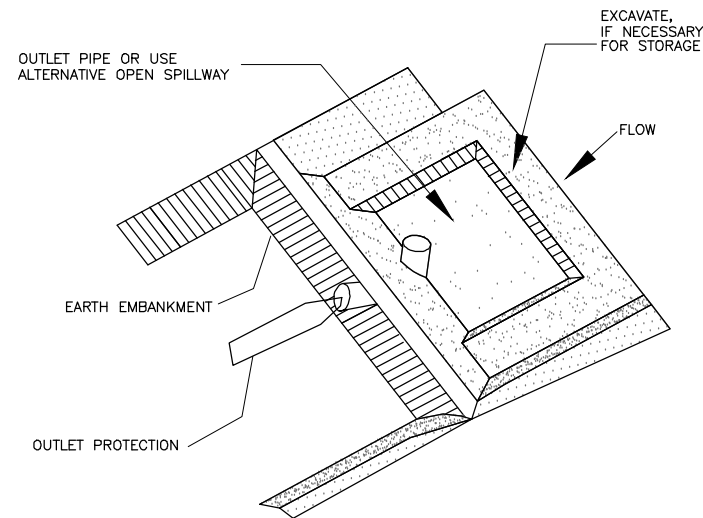 EXCAVATE,
IF NECESSARY
FOR STORAGE
OUTLET PIPE OR USE
ALTERNATIVE OPEN SPILLWAY
FLOW
EARTH EMBANKMENT
OUTLET PROTECTION